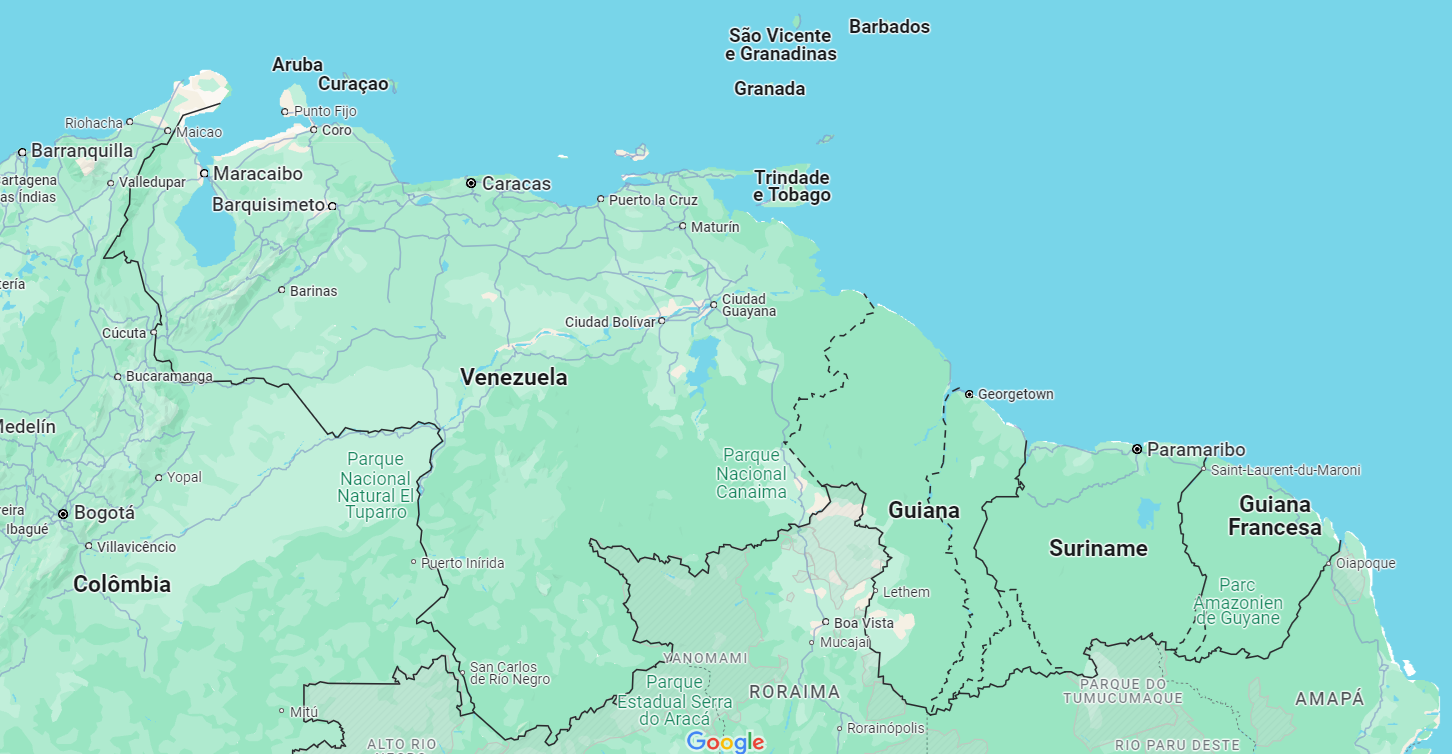 Barbados
São Vicente
e Granadinas
Aruba
Curaçao
Granada
Punto Fijo
Riohacha
Maicao
Coro
Barranquilla
Maracaibo
Valledupar
Caracas
Trindade
e Tobago
artagena
as Índias
Barquisimeto
Puerto la Cruz
Maturín
tería
Barinas
Ciudad
Guayana
Ciudad Bolívar
Cúcuta
Bucaramanga
Venezuela
Georgetown
Medelín
Paramaribo
Parque
Nacional
Natural El
Tuparro
Parque
Nacional
Canaima
Saint-Laurent-du-Maroni
Yopal
Guiana
Francesa
Guiana
eira
Bogotá
Ibagué
Villavicêncio
Suriname
Puerto Inírida
Oiapoque
Colômbia
Lethem
Parc
Amazonien
de Guyane
Boa Vista
Mucajaí
YANOMAMI
San Carlos
de Río Negro
Parque
Estadual Serra
do Aracá
RORAIMA
PARQUE DO
TUMUCUMAQUE
AMAPÁ
Mitú
Rorainópolis
ALTO RIO
Google
RIO PARU DESTE